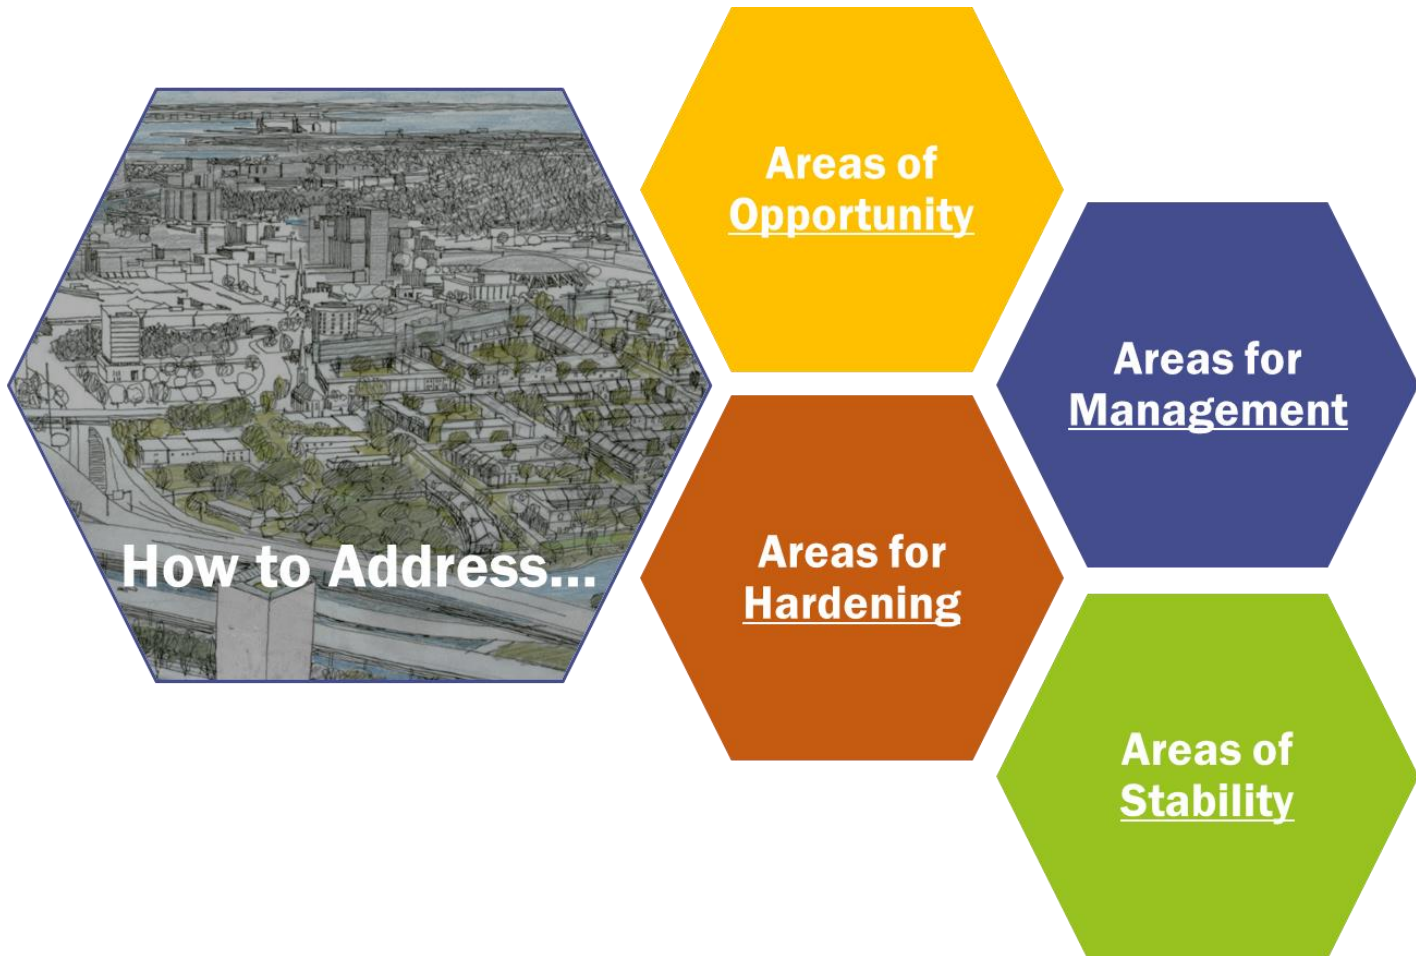 How to Address...
Areas of
Opportunity
Areas for
Management
Areas for
Hardening
Areas of
Stability